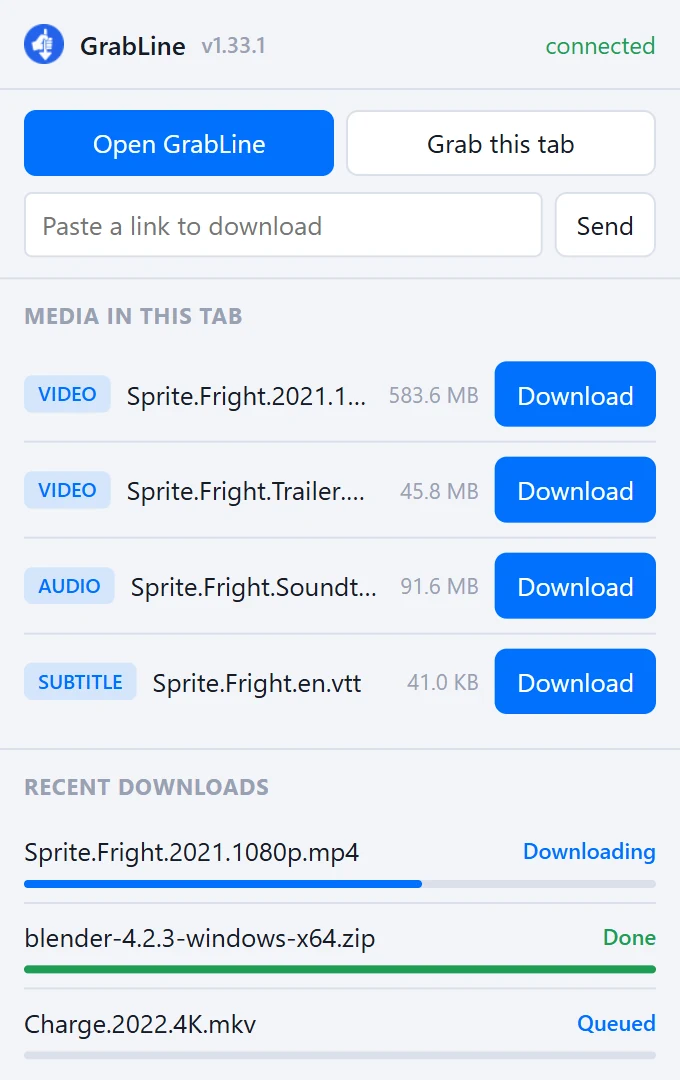 GrabLine v1.33.1 connected
Open GrabLine Grab this tab
Paste a link to download Send
MEDIA IN THIS TAB
VIDEO Sprite.Fright.2021.1... 583.6 MB Download
VIDEO Sprite.Fright.Trailer.... 45.8 MB Download
AUDIO Sprite.Fright.Soundt... 91.6 MB Download
SUBTITLE Sprite.Fright.en.vtt 41.0 KB Download
RECENT DOWNLOADS
Sprite.Fright.2021.1080p.mp4 Downloading
blender-4.2.3-windows-x64.zip Done
Charge.2022.4K.mkv Queued